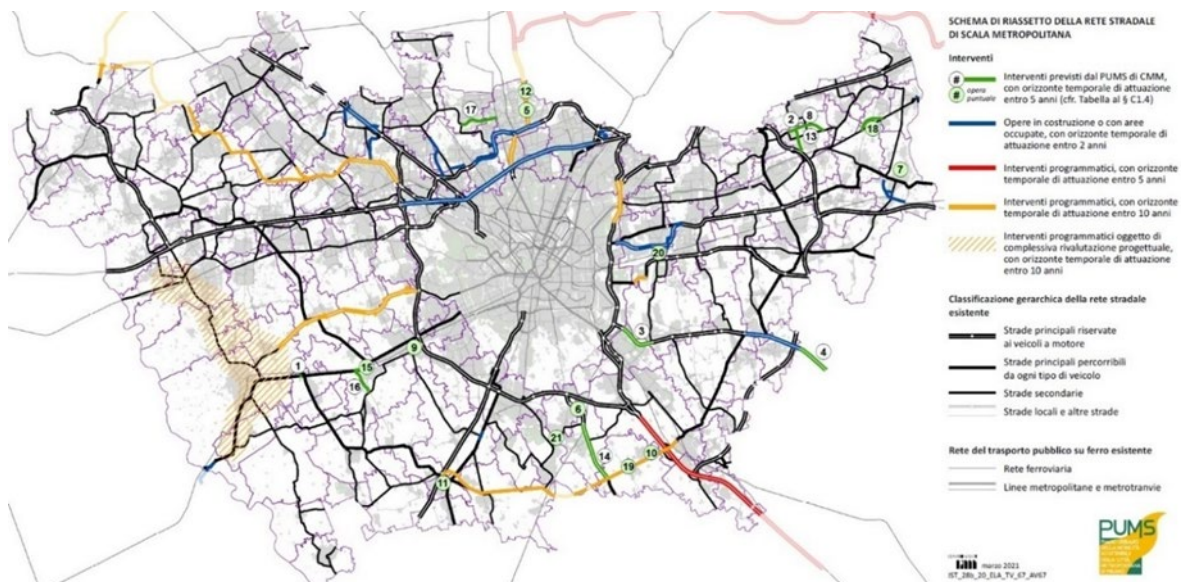 SCHEMA DI RIASSETTO DELLA RETE STRADALE
DI SCALA METROPOLITANA
Interventi
# Interventi previsti dal PUMS di CMM,
opera con orizzonte temporale di attuazione
# puntuale entro 5 anni (cfr. Tabella al § C1.4)
Opere in costruzione o con aree
occupate, con orizzonte temporale di
attuazione entro 2 anni
Interventi programmatici, con orizzonte
temporale di attuazione entro 5 anni
Interventi programmatici, con orizzonte
temporale di attuazione entro 10 anni
Interventi programmatici oggetto di
complessiva rivalutazione progettuale,
con orizzonte temporale di attuazione
entro 10 anni
Classificazione gerarchica della rete stradale
esistente
Strade principali riservate
ai veicoli a motore
Strade principali percorribili
da ogni tipo di veicolo
Strade secondarie
Strade locali e altre strade
Rete del trasporto pubblico su ferro esistente
Rete ferroviaria
Linee metropolitane e metrotranvie
PUMS
marzo 2021
IST_28b_20_ELA_TV_67_AV67
12
17
5
2
8
13
18
7
20
3
4
9
1
15
16
6
21
14
10
19
11